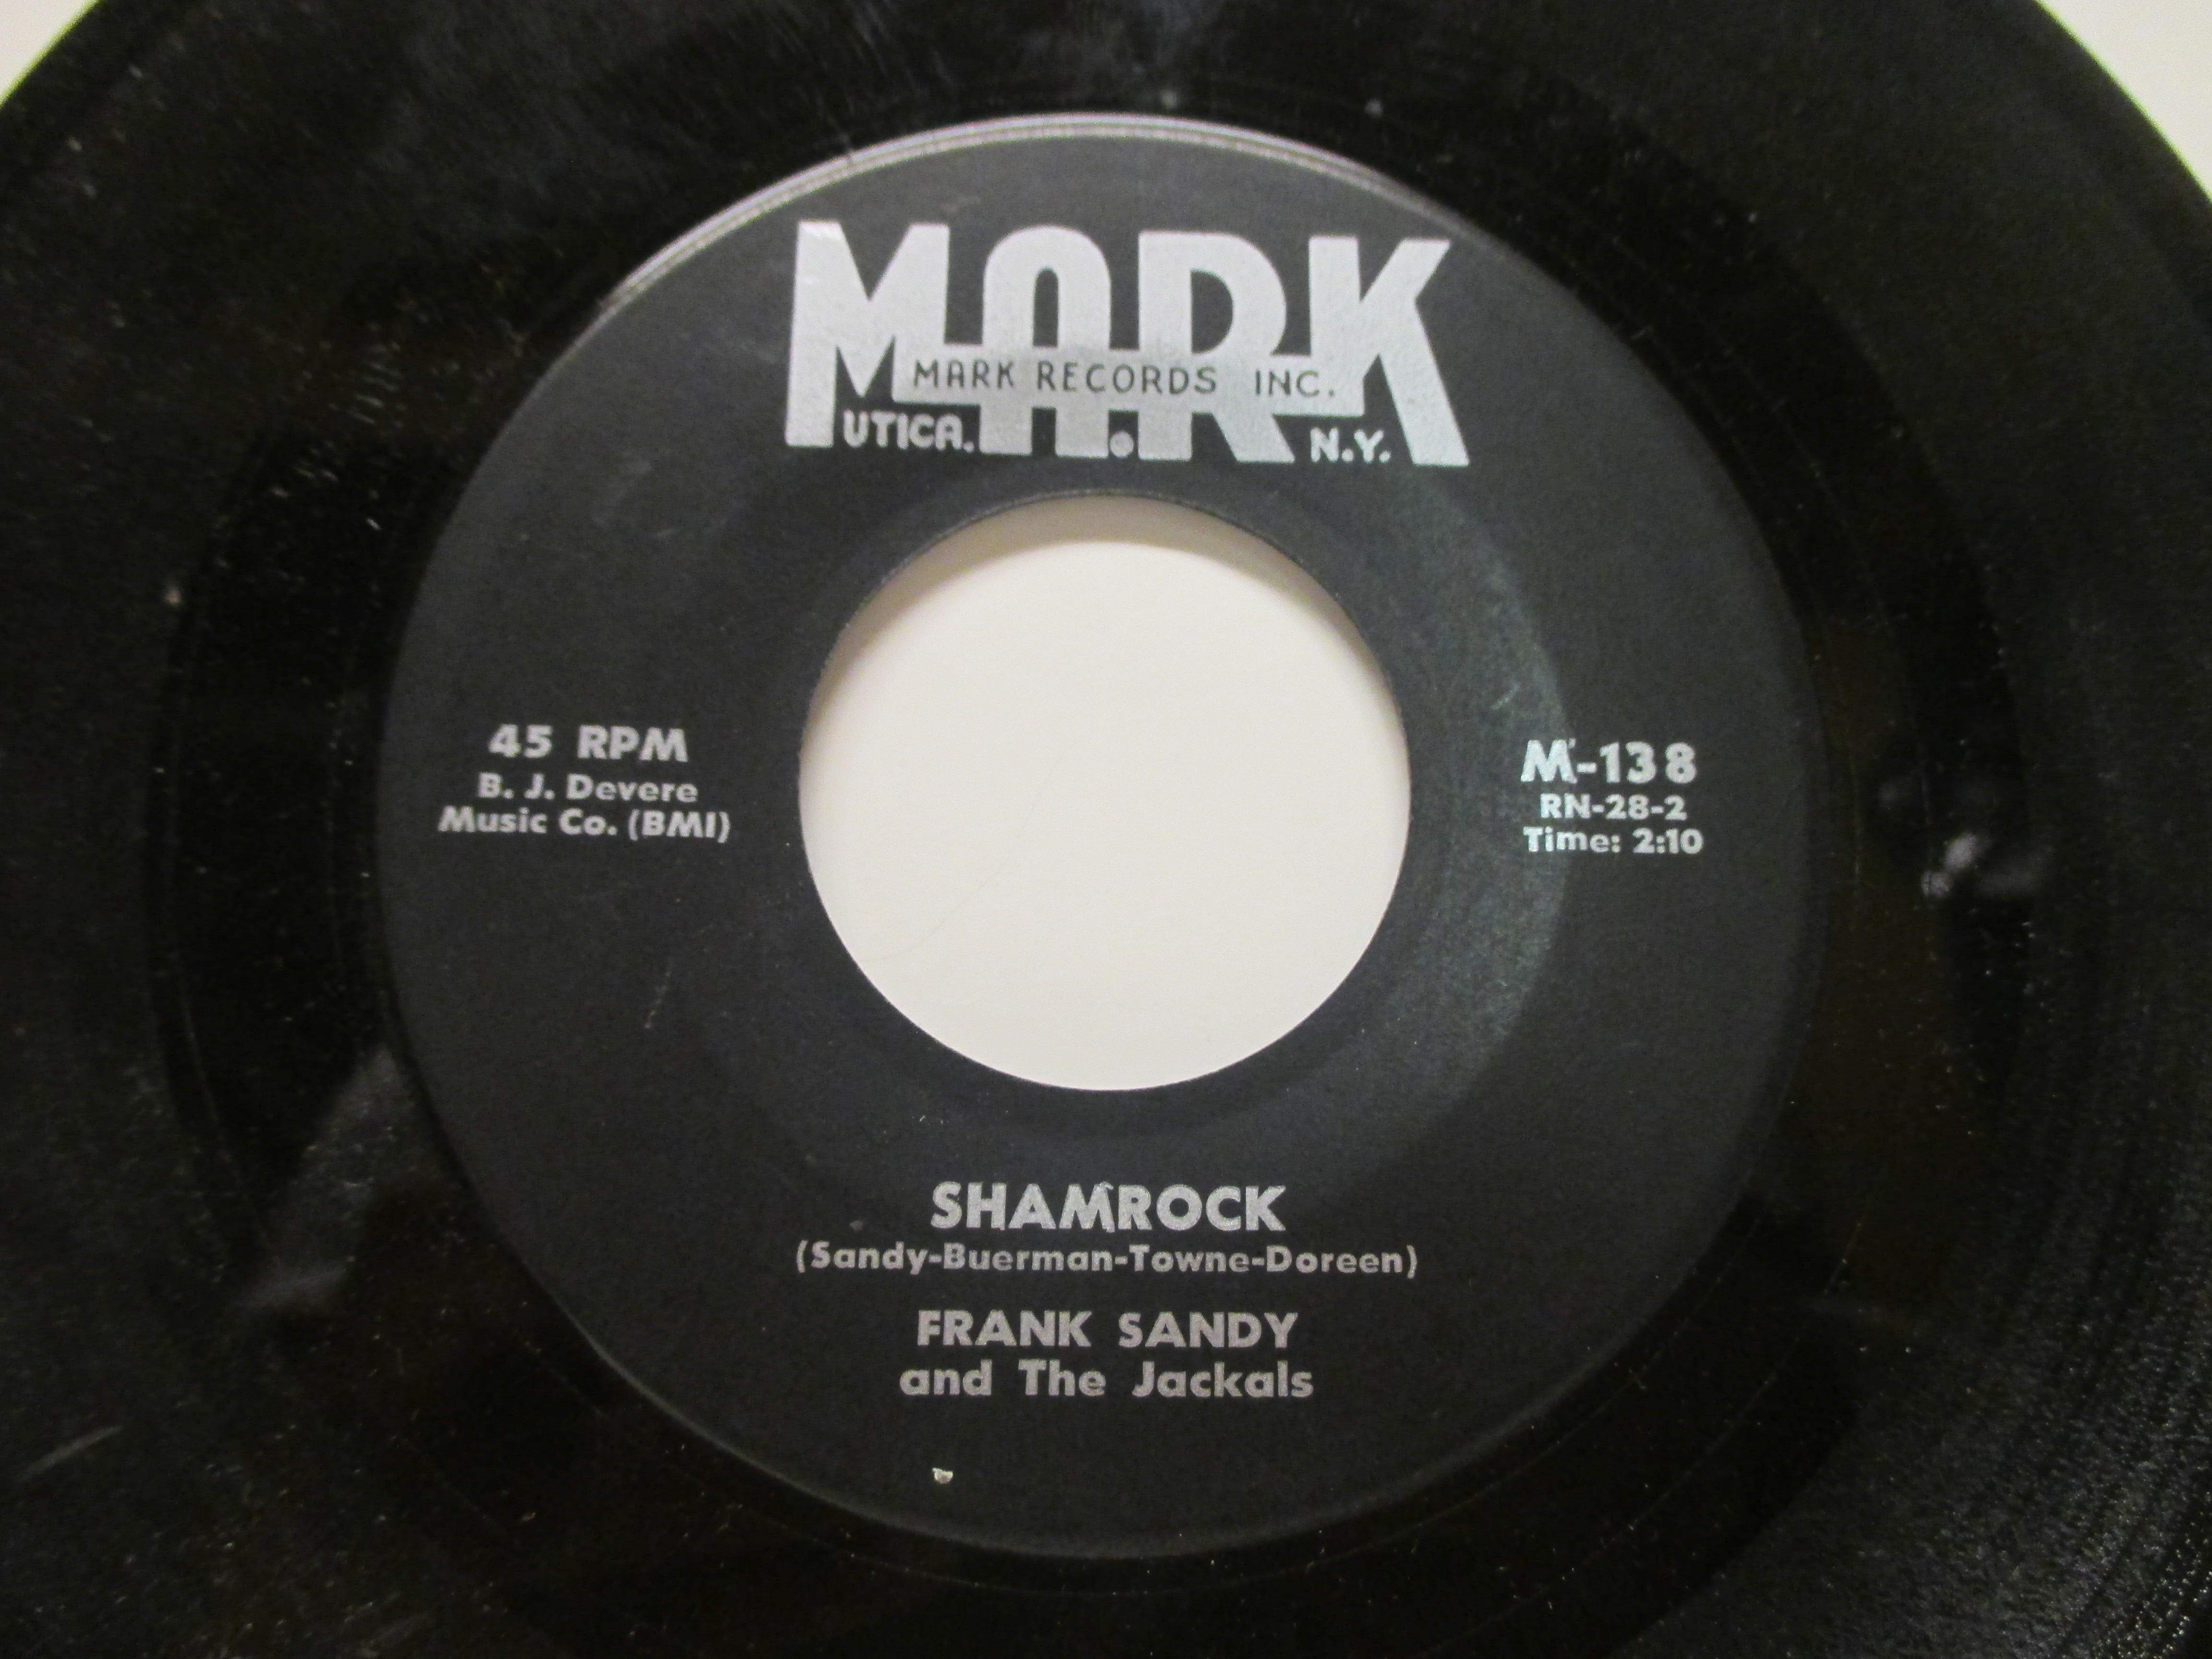 MARK
MARK RECORDS INC.
UTICA. N.Y.
45 RPM
B. J. Devere
Music Co. (BMI)
M-138
RN-28-2
Time: 2:10
SHAMROCK
(Sandy-Buerman-Towne-Doreen)
FRANK SANDY
and The Jackals